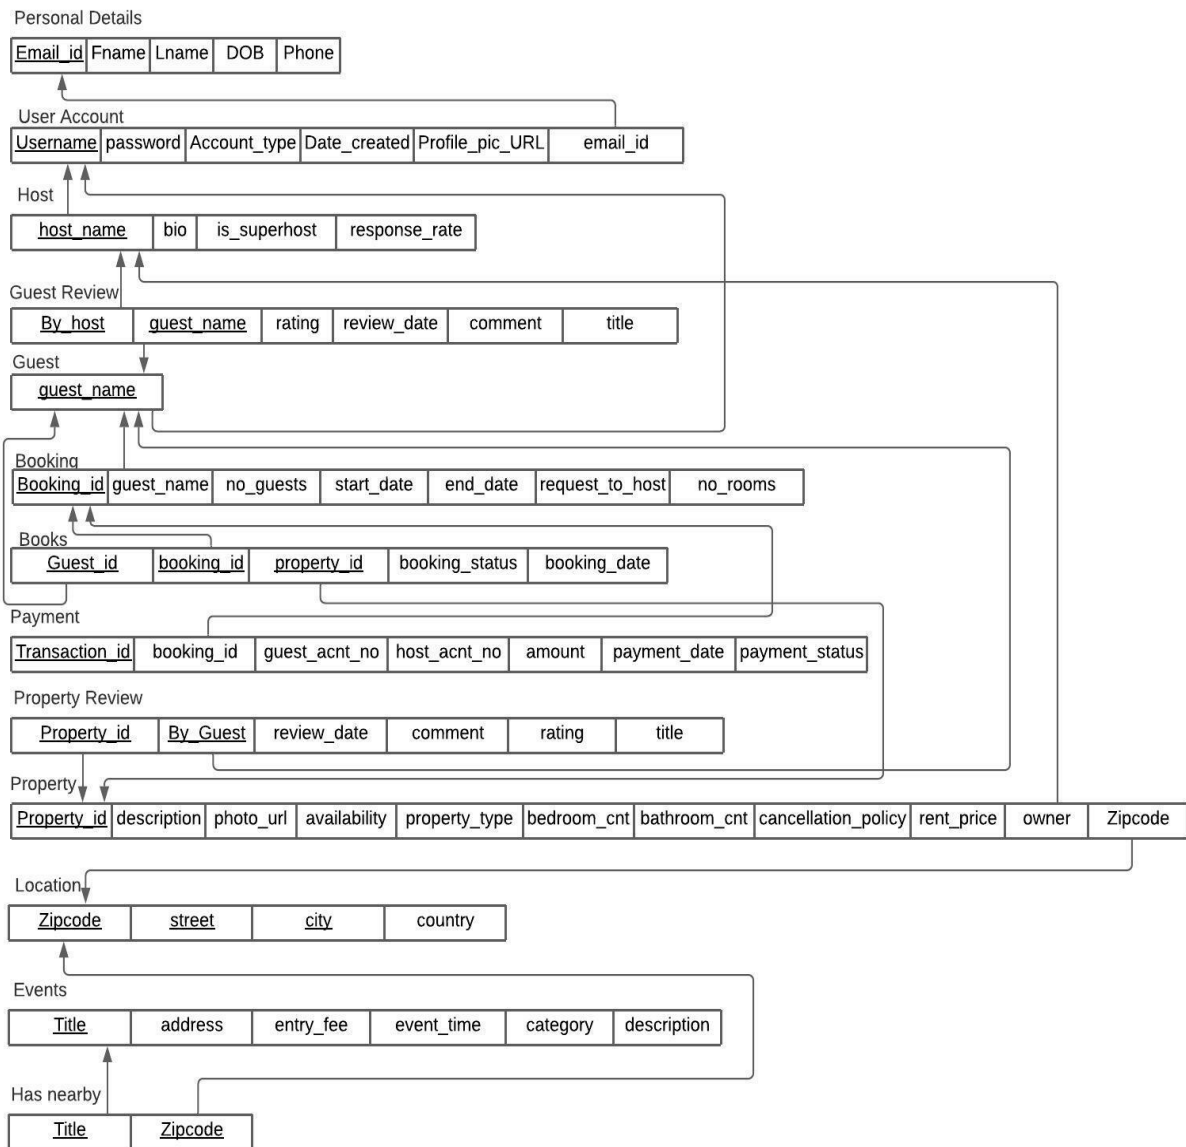 Personal Details
Email_id Fname Lname DOB Phone
User Account
Username password Account_type Date_created Profile_pic_URL email_id
Host
host_name bio is_superhost response_rate
Guest Review
By_host guest_name rating review_date comment title
Guest
guest_name
Booking
Booking_id guest_name no_guests start_date end_date request_to_host no_rooms
Books
Guest_id booking_id property_id booking_status booking_date
Payment
Transaction_id booking_id guest_acnt_no host_acnt_no amount payment_date payment_status
Property Review
Property_id By_Guest review_date comment rating title
Property
Property_id description photo_url availability property_type bedroom_cnt bathroom_cnt cancellation_policy rent_price owner Zipcode
Location
Zipcode street city country
Events
Title address entry_fee event_time category description
Has nearby
Title Zipcode